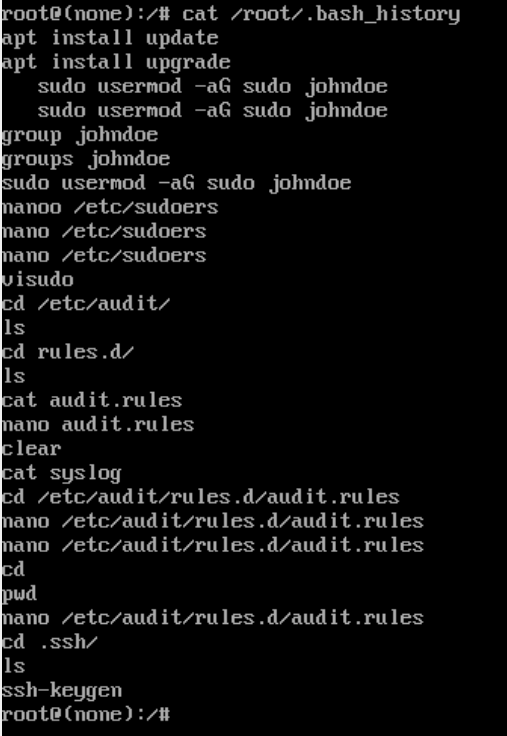 root@(none):/# cat /root/.bash_history
apt install update
apt install upgrade
   sudo usermod -aG sudo johndoe
   sudo usermod -aG sudo johndoe
group johndoe
groups johndoe
sudo usermod -aG sudo johndoe
nanoo /etc/sudoers
nano /etc/sudoers
nano /etc/sudoers
visudo
cd /etc/audit/
ls
cd rules.d/
ls
cat audit.rules
nano audit.rules
clear
cat syslog
cd /etc/audit/rules.d/audit.rules
nano /etc/audit/rules.d/audit.rules
nano /etc/audit/rules.d/audit.rules
cd
pwd
nano /etc/audit/rules.d/audit.rules
cd .ssh/
ls
ssh-keygen
root@(none):/#